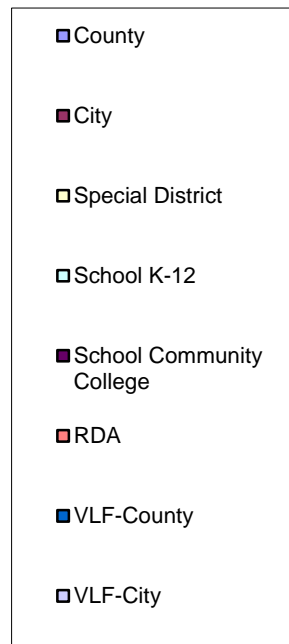 County
City
Special District
School K-12
School Community
College
RDA
VLF-County
VLF-City